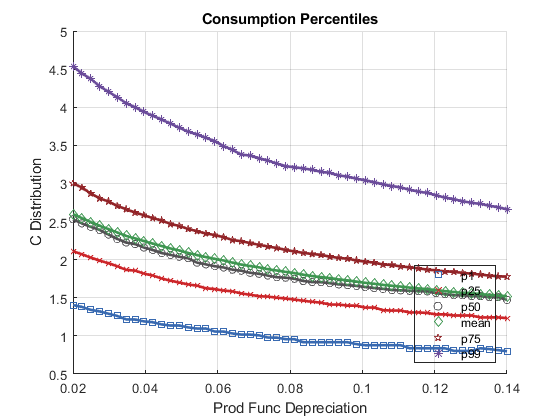 Consumption Percentiles
5
4.5
4
3.5
3
2.5
2
1.5
1
0.5
C Distribution
p1
p25
p50
mean
p75
p99
0.02
0.04
0.06
0.08
0.1
0.12
0.14
Prod Func Depreciation